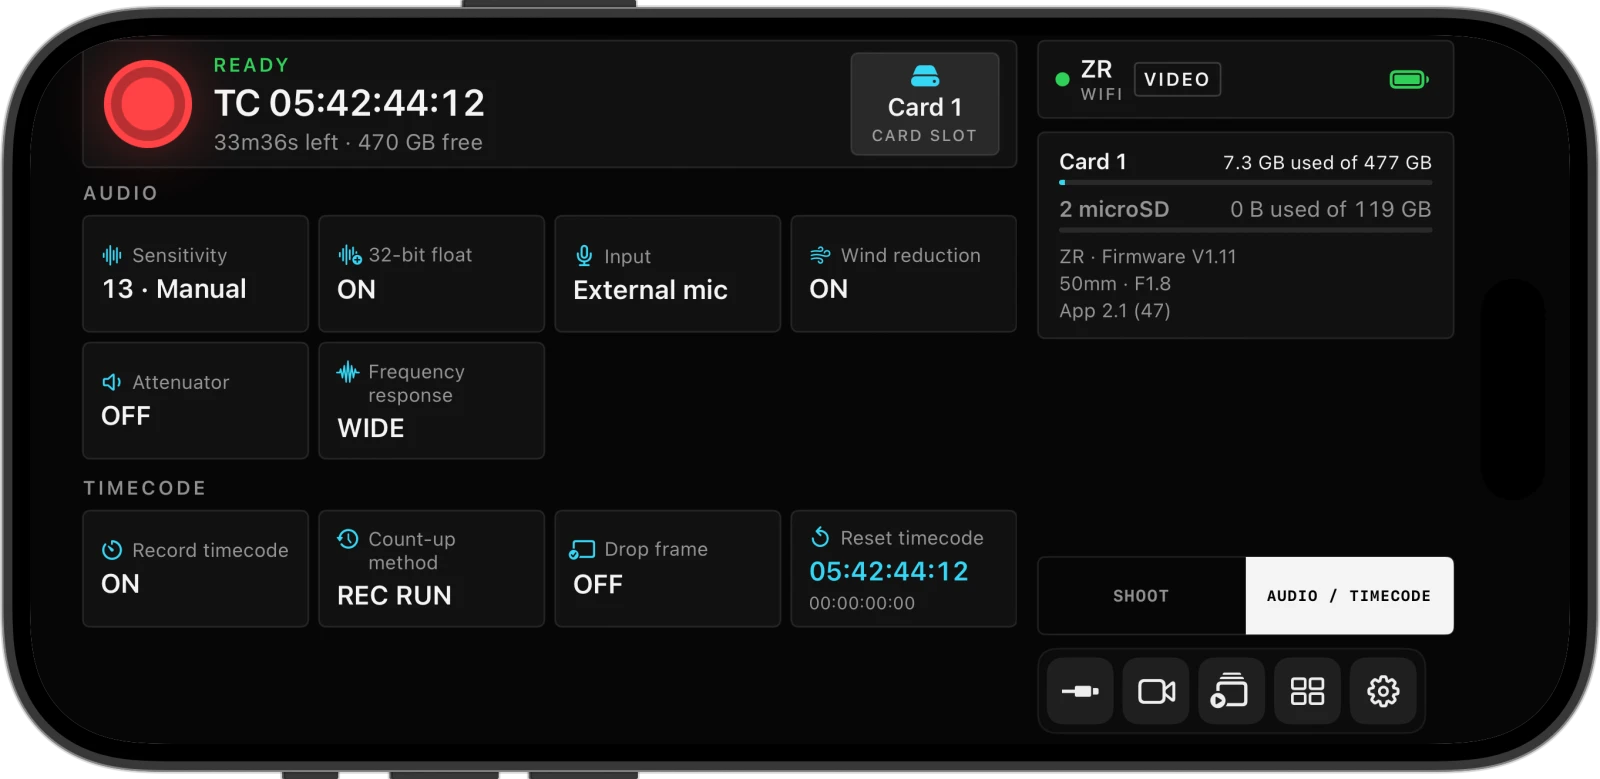 READY
TC 05:42:44:12
33m36s left · 470 GB free
Card 1
CARD SLOT
ZR
WIFI
VIDEO
Card 1 7.3 GB used of 477 GB
2 microSD 0 B used of 119 GB
ZR · Firmware V1.11
50mm · F1.8
App 2.1 (47)
AUDIO
Sensitivity
13 · Manual
32-bit float
ON
Input
External mic
Wind reduction
ON
Attenuator
OFF
Frequency
response
WIDE
TIMECODE
Record timecode
ON
Count-up
method
REC RUN
Drop frame
OFF
Reset timecode
05:42:44:12
00:00:00:00
SHOOT
AUDIO / TIMECODE